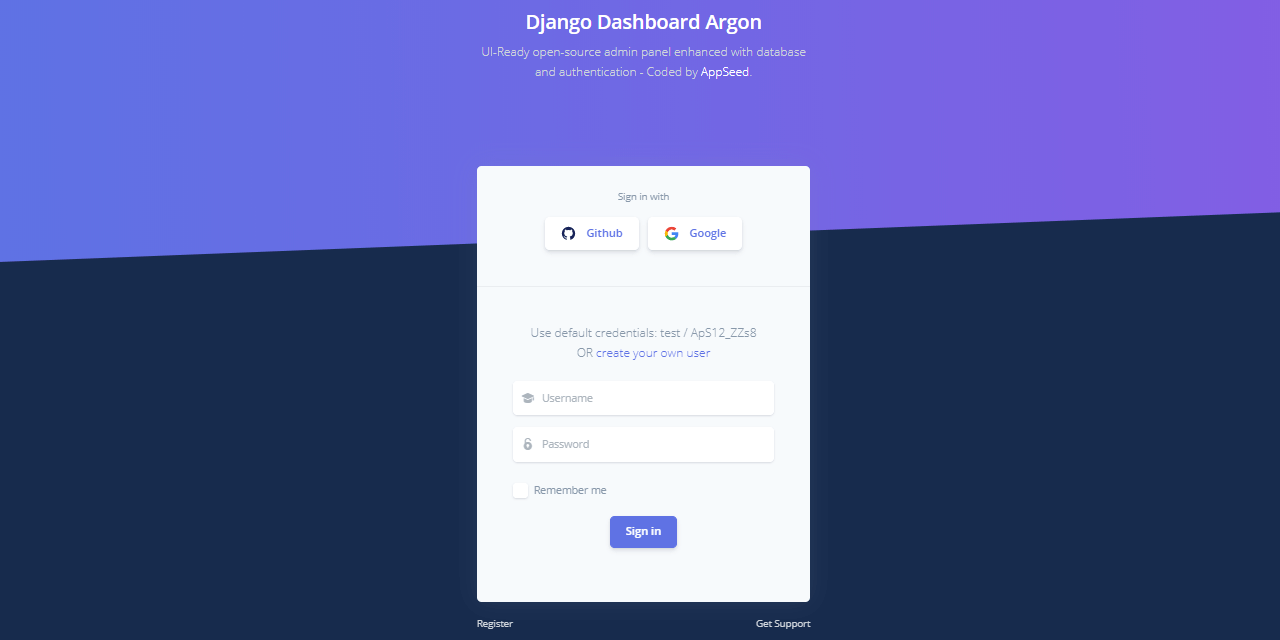 Django Dashboard Argon
UI-Ready open-source admin panel enhanced with database
and authentication - Coded by AppSeed.
Sign in with
Github
Google
Use default credentials: test / ApS12_ZZs8
OR create your own user
Username
Password
Remember me
Sign in
Register
Get Support